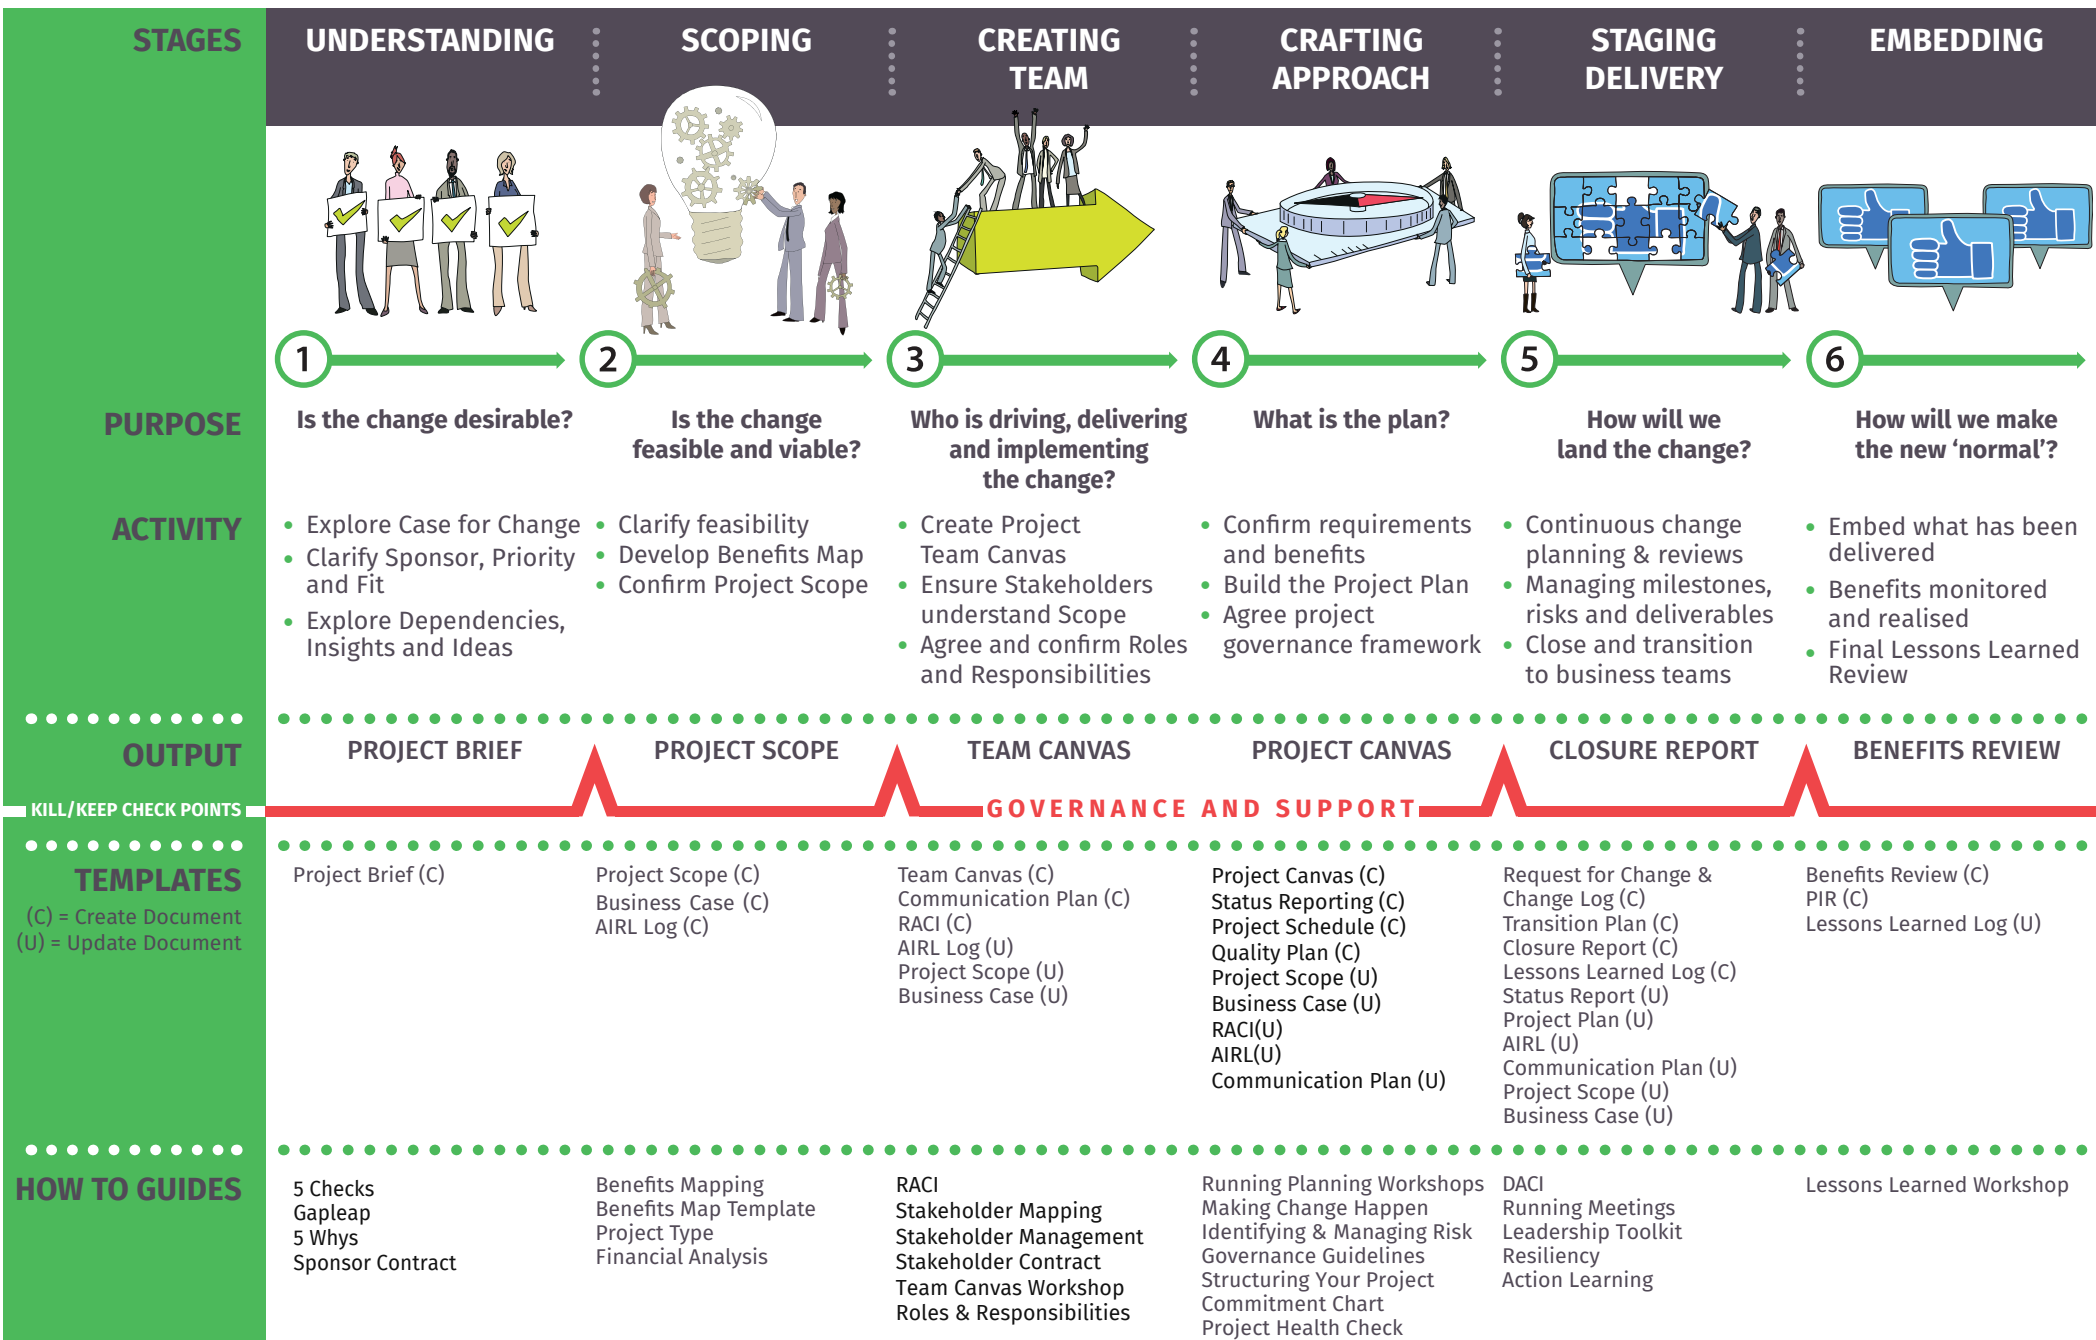 STAGES
UNDERSTANDING
SCOPING
CREATING
TEAM
CRAFTING
APPROACH
STAGING
DELIVERY
EMBEDDING
1
2
3
4
5
6
PURPOSE
Is the change desirable?
Is the change
feasible and viable?
Who is driving, delivering
and implementing
the change?
What is the plan?
How will we
land the change?
How will we make
the new ‘normal’?
ACTIVITY
• Explore Case for Change
• Clarify Sponsor, Priority
and Fit
• Explore Dependencies,
Insights and Ideas
• Clarify feasibility
• Develop Benefits Map
• Confirm Project Scope
• Create Project
Team Canvas
• Ensure Stakeholders
understand Scope
• Agree and confirm Roles
and Responsibilities
• Confirm requirements
and benefits
• Build the Project Plan
• Agree project
governance framework
• Continuous change
planning & reviews
• Managing milestones,
risks and deliverables
• Close and transition
to business teams
• Embed what has been
delivered
• Benefits monitored
and realised
• Final Lessons Learned
Review
OUTPUT
PROJECT BRIEF
PROJECT SCOPE
TEAM CANVAS
PROJECT CANVAS
CLOSURE REPORT
BENEFITS REVIEW
KILL/KEEP CHECK POINTS
GOVERNANCE AND SUPPORT
TEMPLATES
(C) = Create Document
(U) = Update Document
Project Brief (C)
Project Scope (C)
Business Case (C)
AIRL Log (C)
Team Canvas (C)
Communication Plan (C)
RACI (C)
AIRL Log (U)
Project Scope (U)
Business Case (U)
Project Canvas (C)
Status Reporting (C)
Project Schedule (C)
Quality Plan (C)
Project Scope (U)
Business Case (U)
RACI(U)
AIRL(U)
Communication Plan (U)
Request for Change &
Change Log (C)
Transition Plan (C)
Closure Report (C)
Lessons Learned Log (C)
Status Report (U)
Project Plan (U)
AIRL (U)
Communication Plan (U)
Project Scope (U)
Business Case (U)
Benefits Review (C)
PIR (C)
Lessons Learned Log (U)
HOW TO GUIDES
5 Checks
Gapleap
5 Whys
Sponsor Contract
Benefits Mapping
Benefits Map Template
Project Type
Financial Analysis
RACI
Stakeholder Mapping
Stakeholder Management
Stakeholder Contract
Team Canvas Workshop
Roles & Responsibilities
Running Planning Workshops
Making Change Happen
Identifying & Managing Risk
Governance Guidelines
Structuring Your Project
Commitment Chart
Project Health Check
DACI
Running Meetings
Leadership Toolkit
Resiliency
Action Learning
Lessons Learned Workshop